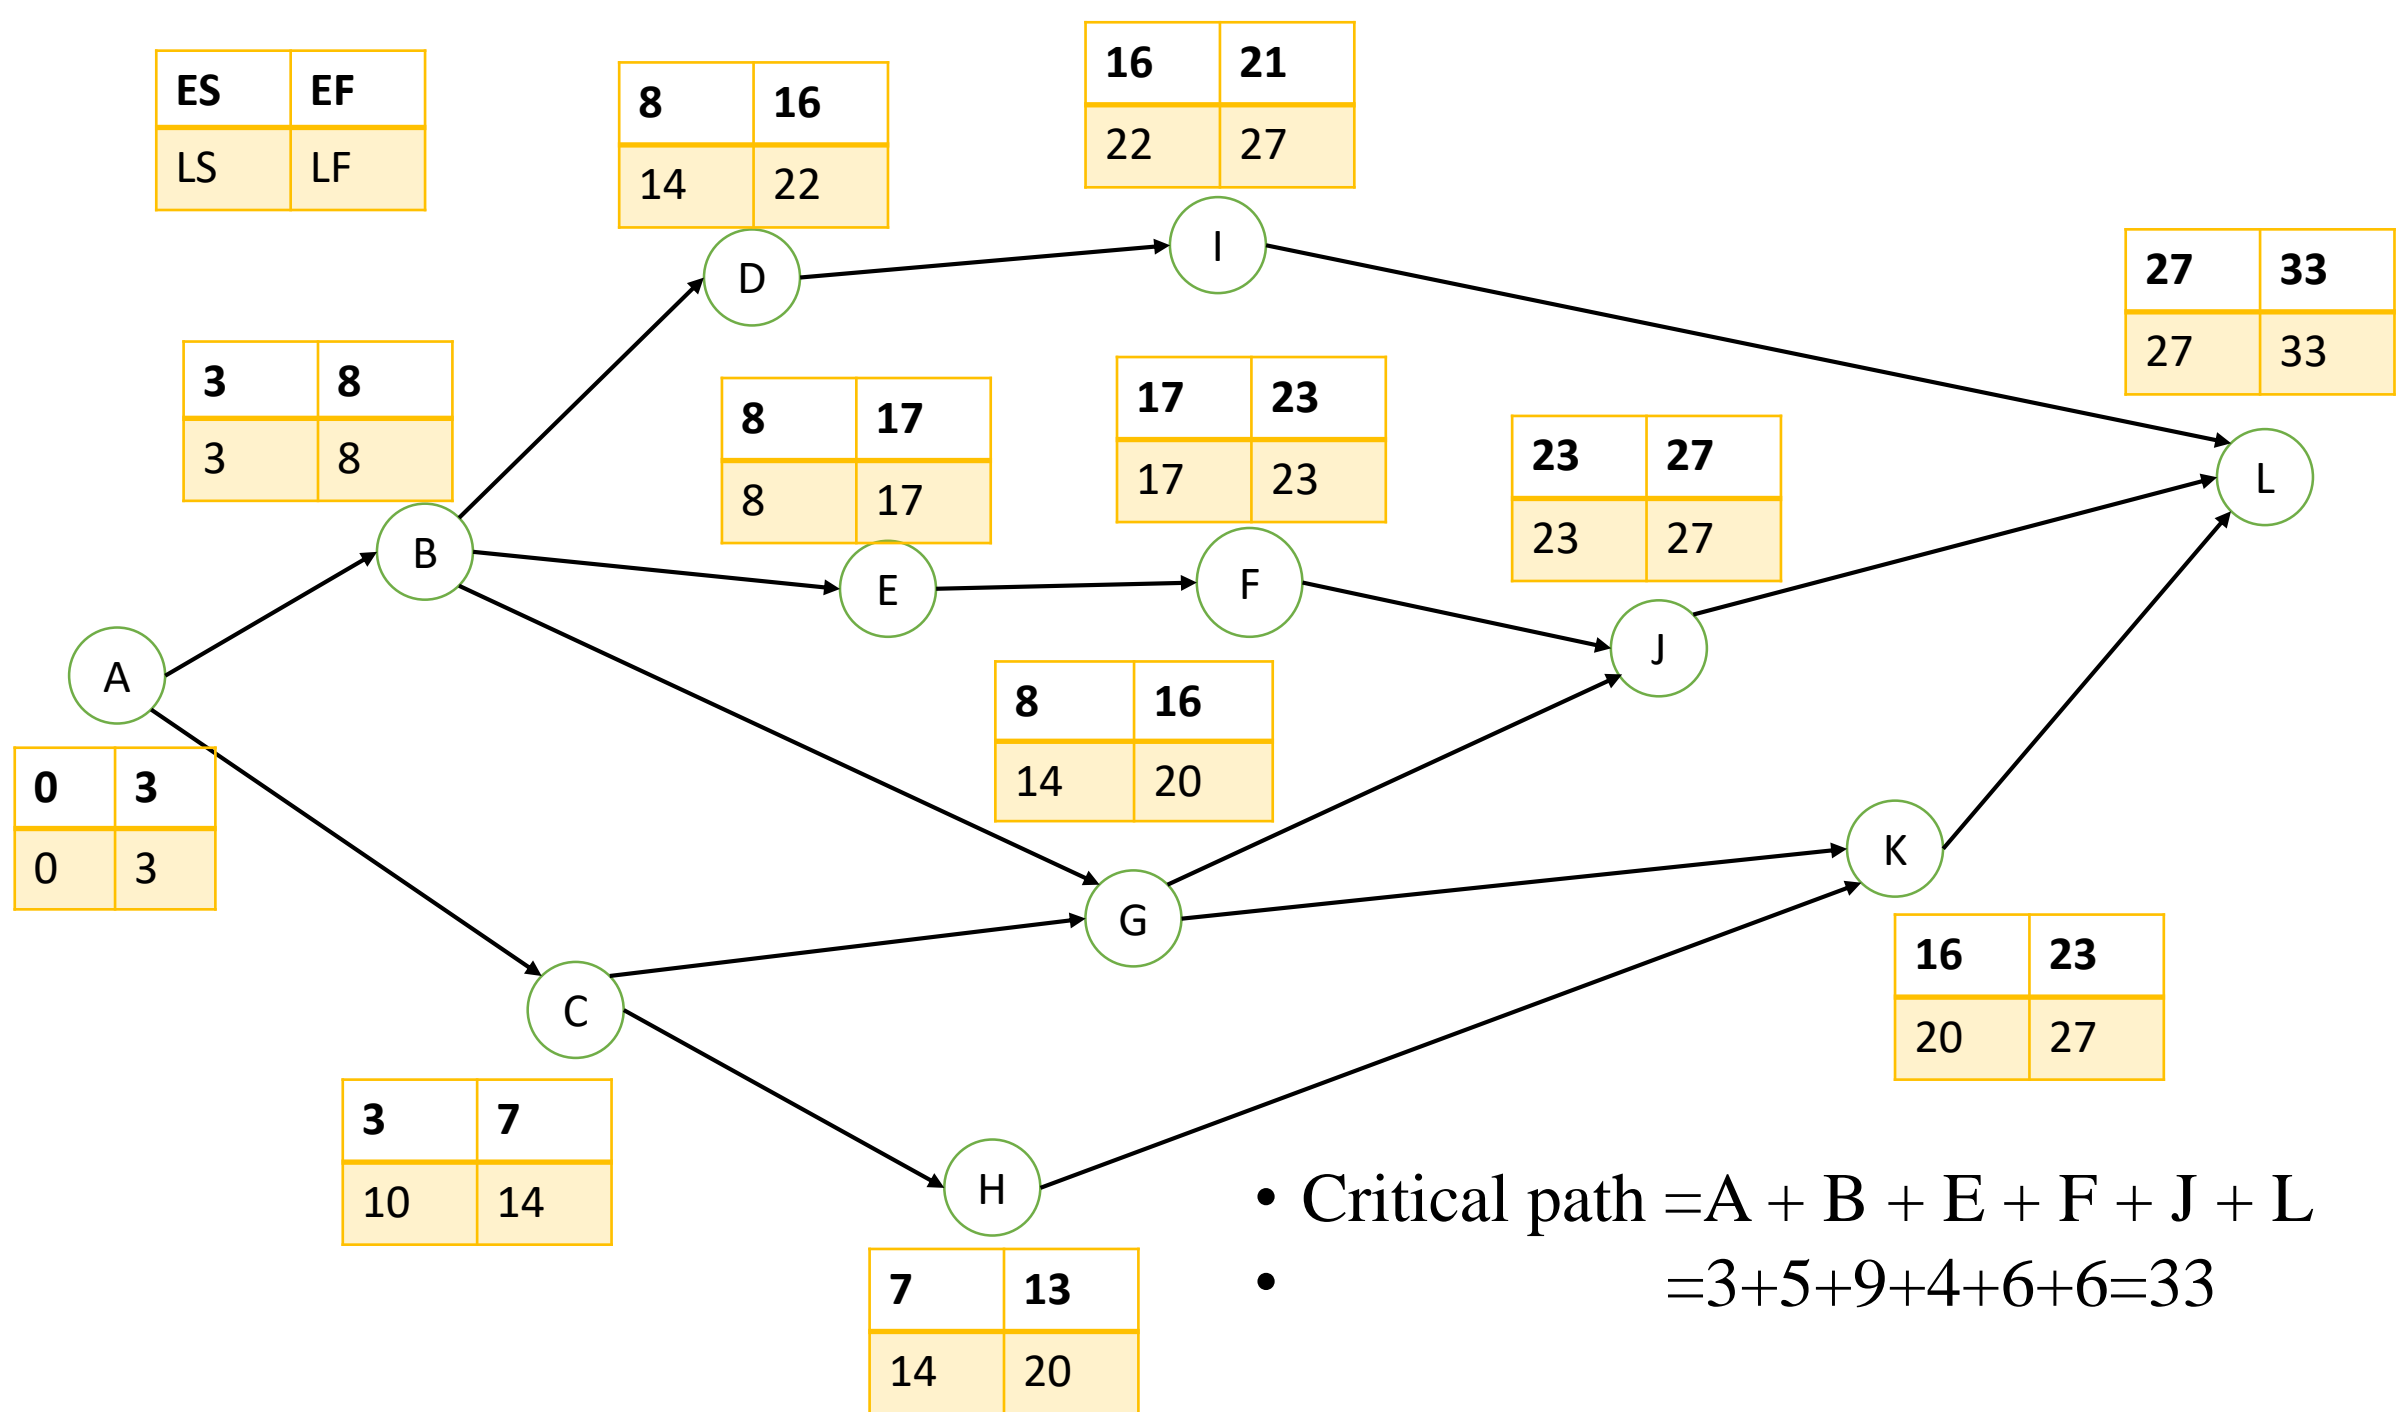 16 21
22 27
ES EF
LS LF
8 16
14 22
I
D
27 33
27 33
3 8
3 8
8 17
8 17
17 23
17 23
23 27
23 27
L
B
E
F
J
A
8 16
14 20
0 3
0 3
K
G
C
16 23
20 27
3 7
10 14
H
• Critical path =A + B + E + F + J + L
• =3+5+9+4+6+6=33
7 13
14 20